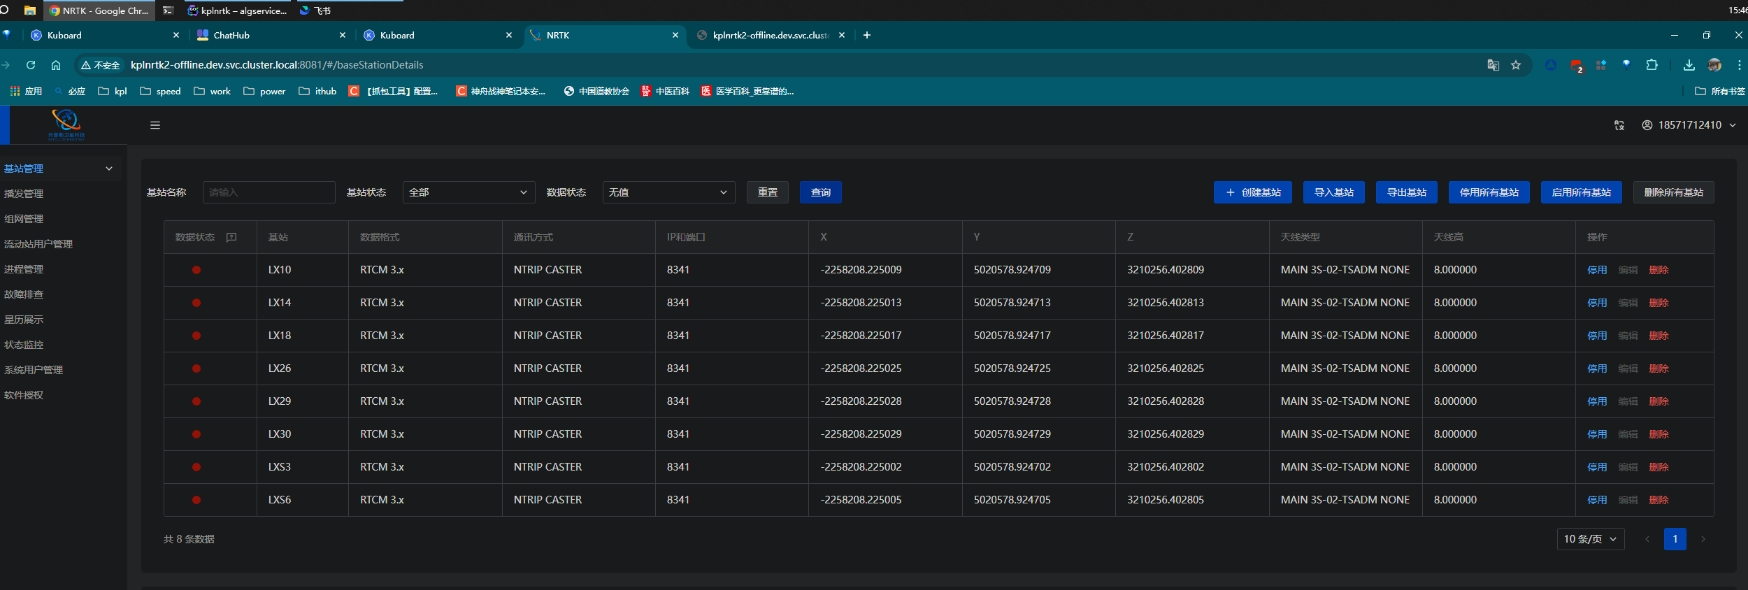 NRTK - Google Chr...
kplnrtk – algservice...
飞书
15:46
Kuboard
ChatHub
Kuboard
NRTK
kplnrtk2-offline.dev.svc.clust
不安全
kplnrtk2-offline.dev.svc.cluster.local:8081/#/baseStationDetails
2
应用
必应
kpl
speed
work
power
ithub
【抓包工具】配置...
神舟战神笔记本安...
中国道教协会
中医百科
医学百科_更靠谱的...
所有书签
18571712410
基站管理
播发管理
组网管理
流动站用户管理
进程管理
故障排查
星历展示
状态监控
系统用户管理
软件授权
基站名称 请输入 基站状态 全部 数据状态 无值 重置 查询 + 创建基站 导入基站 导出基站 停用所有基站 启用所有基站 删除所有基站
数据状态 基站 数据格式 通讯方式 IP和端口 X Y Z 天线类型 天线高 操作
LX10 RTCM 3.x NTRIP CASTER 8341 -2258208.225009 5020578.924709 3210256.402809 MAIN 3S-02-TSADM NONE 8.000000 停用 编辑 删除
LX14 RTCM 3.x NTRIP CASTER 8341 -2258208.225013 5020578.924713 3210256.402813 MAIN 3S-02-TSADM NONE 8.000000 停用 编辑 删除
LX18 RTCM 3.x NTRIP CASTER 8341 -2258208.225017 5020578.924717 3210256.402817 MAIN 3S-02-TSADM NONE 8.000000 停用 编辑 删除
LX26 RTCM 3.x NTRIP CASTER 8341 -2258208.225025 5020578.924725 3210256.402825 MAIN 3S-02-TSADM NONE 8.000000 停用 编辑 删除
LX29 RTCM 3.x NTRIP CASTER 8341 -2258208.225028 5020578.924728 3210256.402828 MAIN 3S-02-TSADM NONE 8.000000 停用 编辑 删除
LX30 RTCM 3.x NTRIP CASTER 8341 -2258208.225029 5020578.924729 3210256.402829 MAIN 3S-02-TSADM NONE 8.000000 停用 编辑 删除
LXS3 RTCM 3.x NTRIP CASTER 8341 -2258208.225002 5020578.924702 3210256.402802 MAIN 3S-02-TSADM NONE 8.000000 停用 编辑 删除
LXS6 RTCM 3.x NTRIP CASTER 8341 -2258208.225005 5020578.924705 3210256.402805 MAIN 3S-02-TSADM NONE 8.000000 停用 编辑 删除
共 8 条数据 10 条/页 1